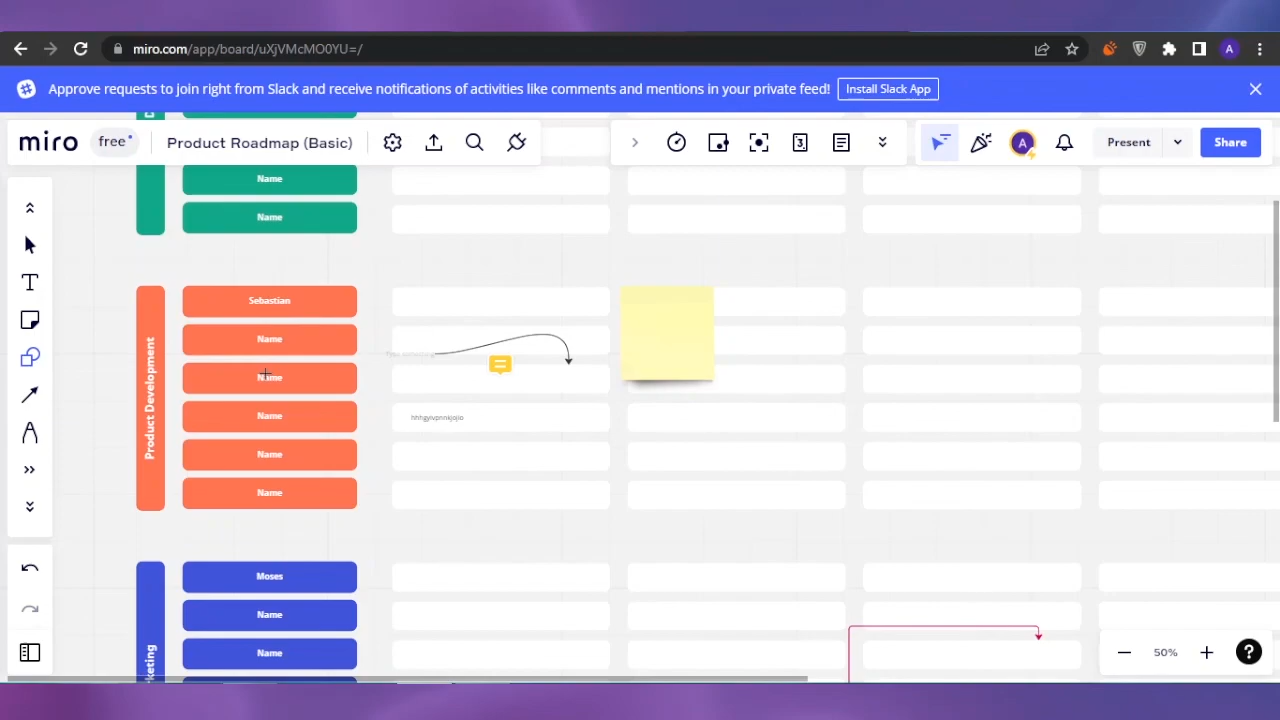 miro.com/app/board/uXjVMcMO0YU=/
A
Approve requests to join right from Slack and receive notifications of activities like comments and mentions in your private feed!
Install Slack App
miro
free
Product Roadmap (Basic)
3
A
Present
Share
Name
Name
Product Development
Sebastian
Name
Name
Name
hhhgyivpnnkjojio
Name
Name
Moses
Name
Name
50%
?